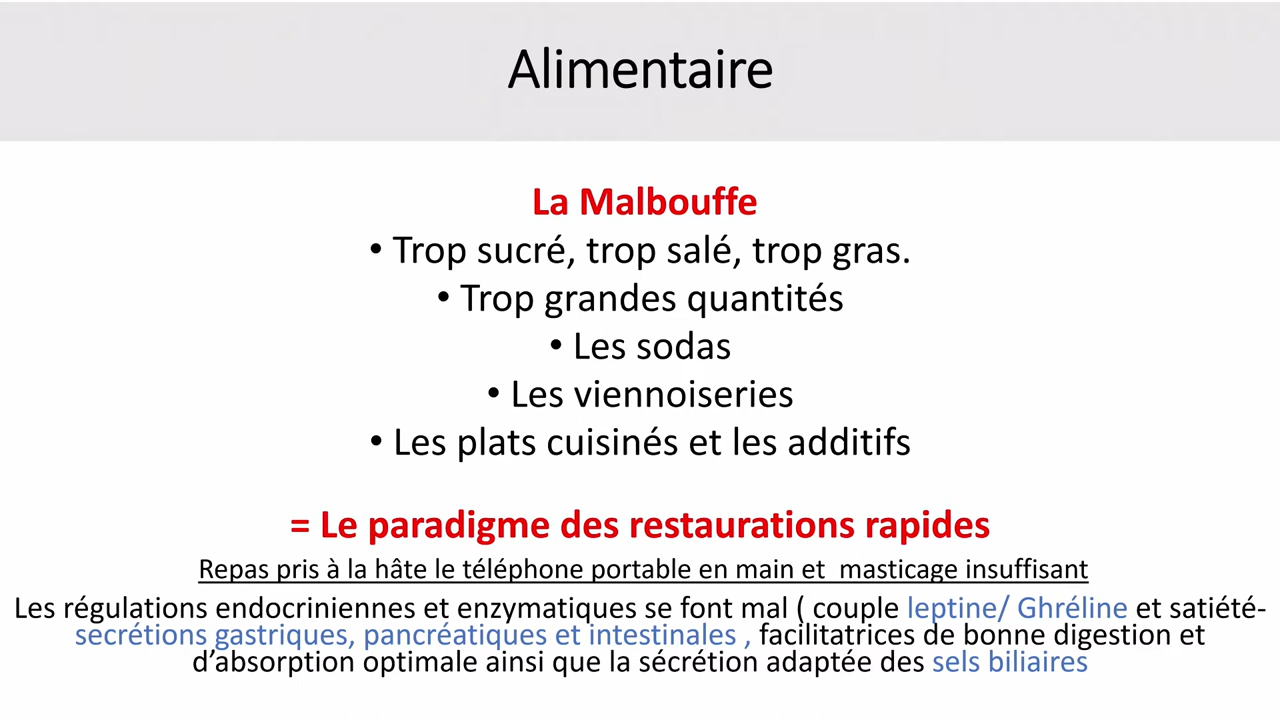 Alimentaire
La Malbouffe
• Trop sucré, trop salé, trop gras.
• Trop grandes quantités
• Les sodas
• Les viennoiseries
• Les plats cuisinés et les additifs
= Le paradigme des restaurations rapides
Repas pris à la hâte le téléphone portable en main et  masticage insuffisant
Les régulations endocriniennes et enzymatiques se font mal ( couple leptine/ Ghréline et satiété-
secrétions gastriques, pancréatiques et intestinales , facilitatrices de bonne digestion et
d’absorption optimale ainsi que la sécrétion adaptée des sels biliaires